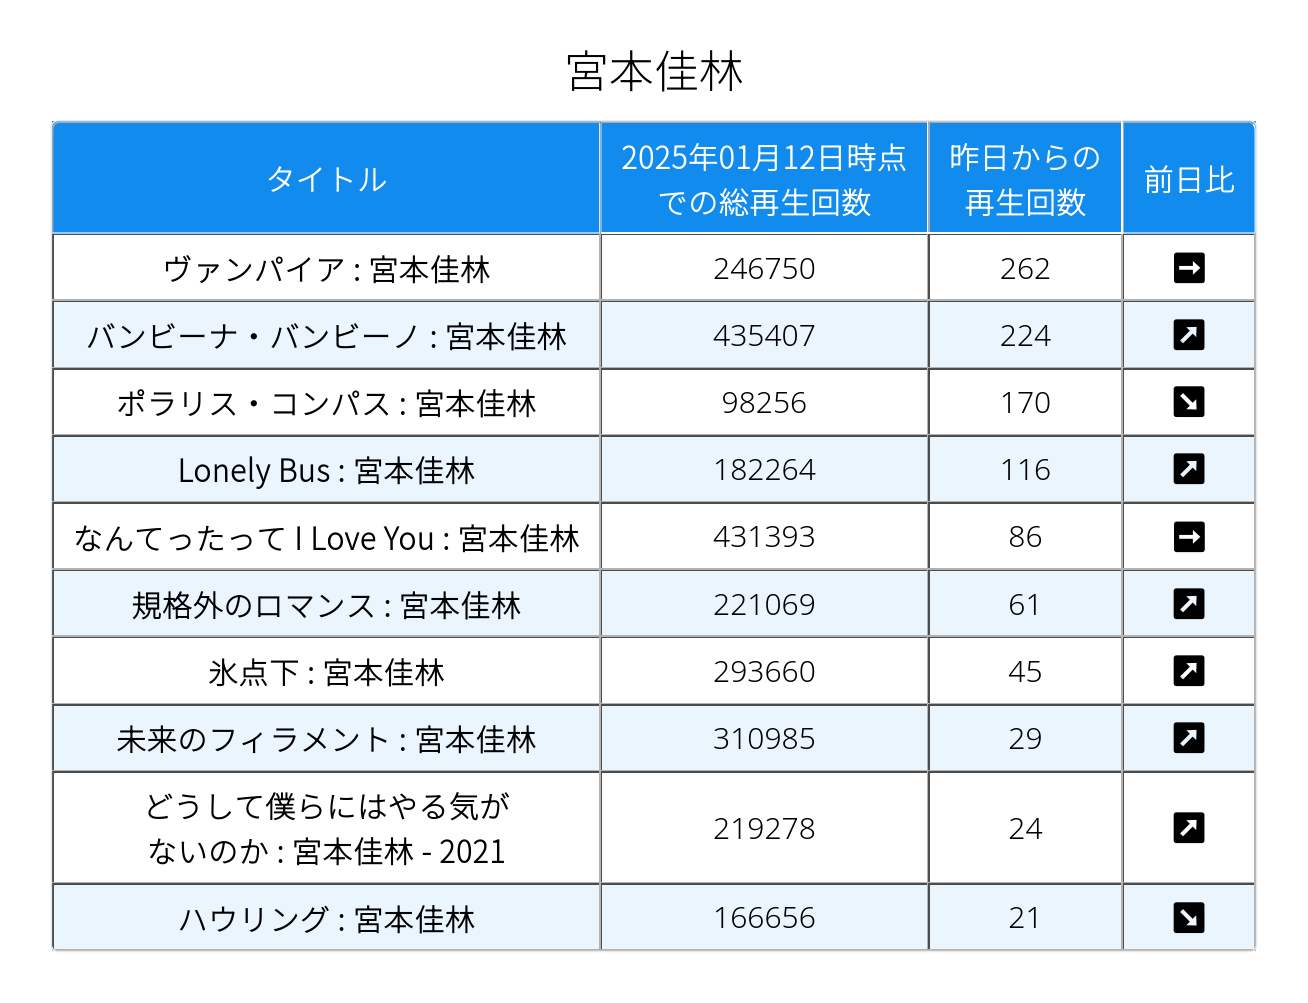 宮本佳林
タイトル
2025年01月12日時点
での総再生回数
昨日からの
再生回数
前日比
ヴァンパイア : 宮本佳林
246750
262
バンビーナ・バンビーノ : 宮本佳林
435407
224
ポラリス・コンパス : 宮本佳林
98256
170
Lonely Bus : 宮本佳林
182264
116
なんてったって I Love You : 宮本佳林
431393
86
規格外のロマンス : 宮本佳林
221069
61
氷点下 : 宮本佳林
293660
45
未来のフィラメント : 宮本佳林
310985
29
どうして僕らにはやる気が
ないのか : 宮本佳林 - 2021
219278
24
ハウリング : 宮本佳林
166656
21